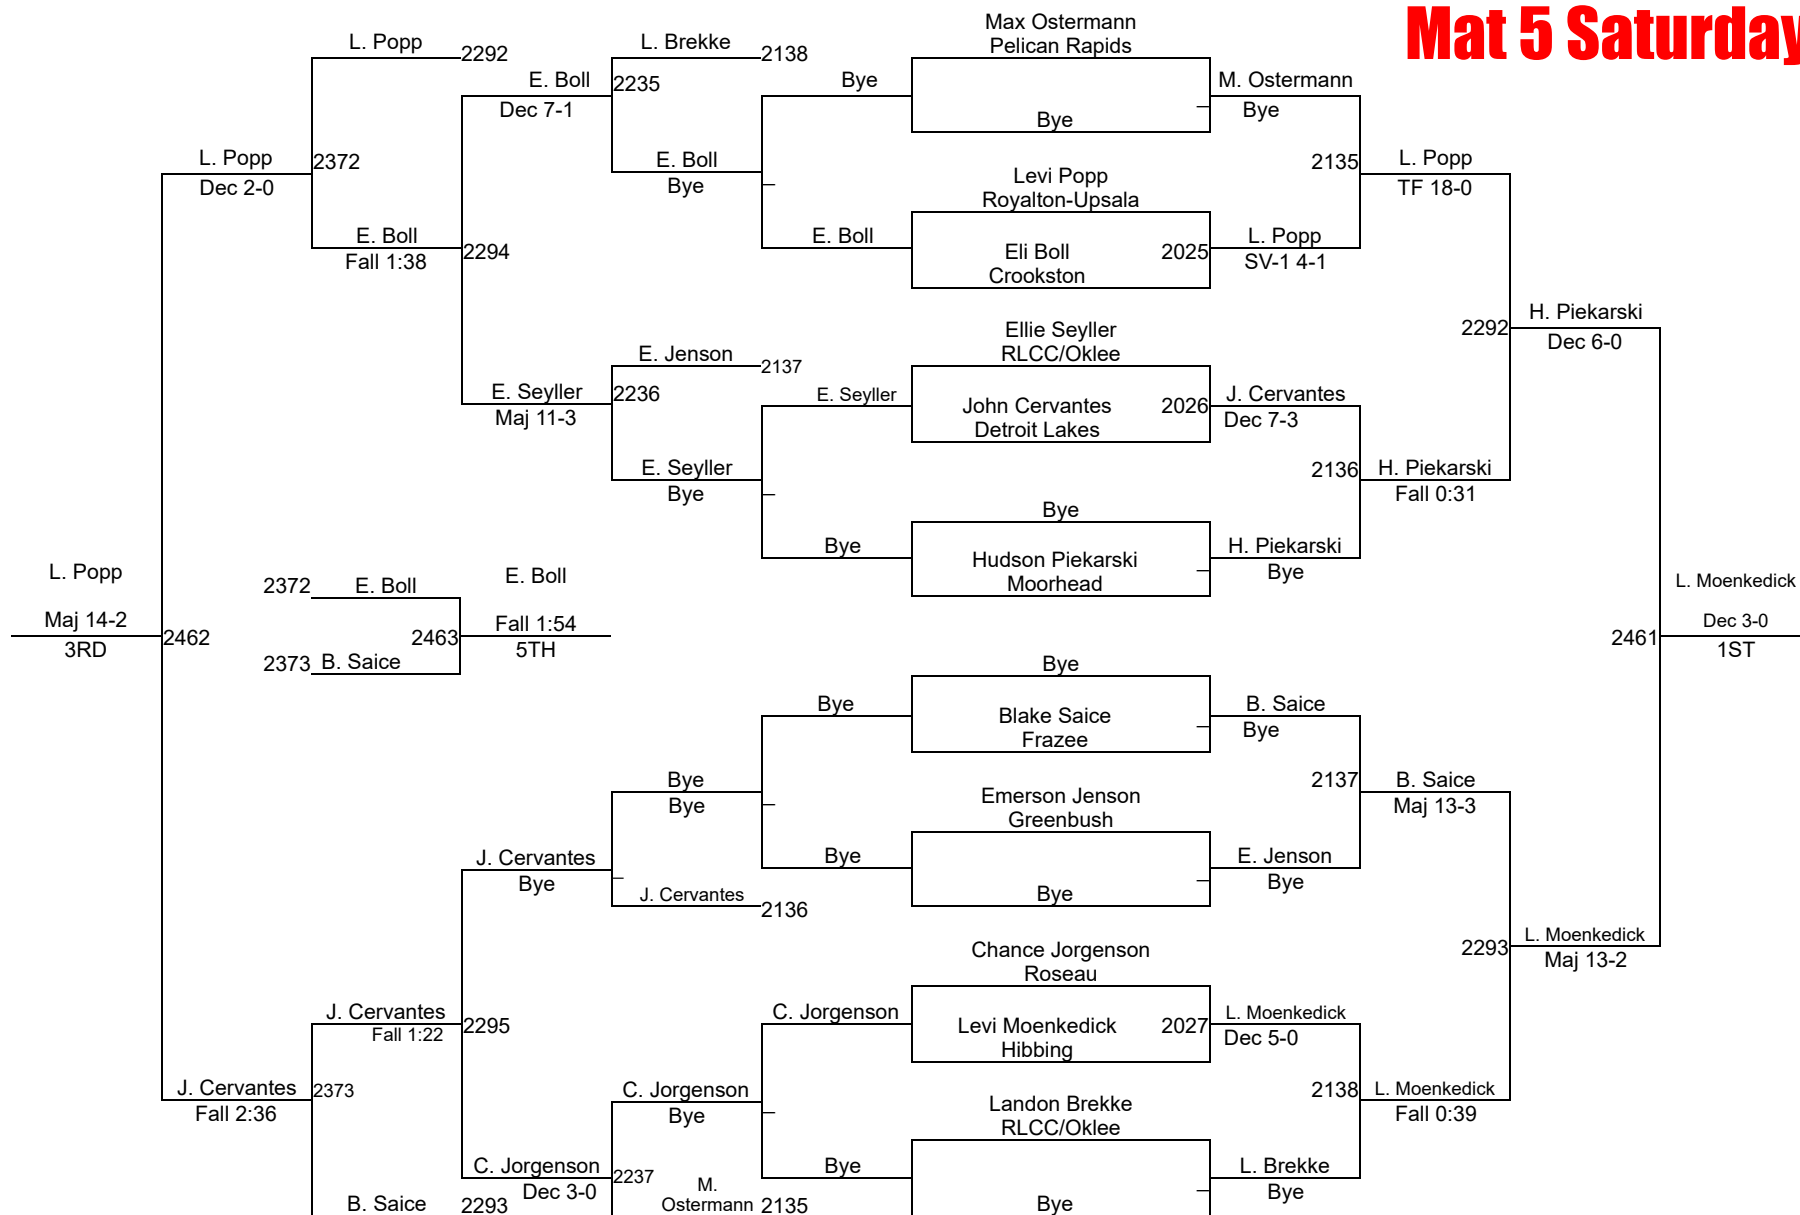 Mat 5 Saturday
Max Ostermann
Pelican Rapids
L. Popp
2292
L. Brekke
2138
E. Boll
2235
Bye
M. Ostermann
Dec 7-1
Bye
Bye
L. Popp
2372
E. Boll
2135
L. Popp
Dec 2-0
Bye
Levi Popp
Royalton-Upsala
TF 18-0
E. Boll
E. Boll
Eli Boll
Crookston
2025
L. Popp
Fall 1:38
2294
SV-1 4-1
Ellie Seyller
RLCC/Oklee
2292
H. Piekarski
Dec 6-0
E. Jenson
2137
E. Seyller
2236
E. Seyller
John Cervantes
Detroit Lakes
2026
J. Cervantes
Maj 11-3
Dec 7-3
E. Seyller
2136
H. Piekarski
Bye
Fall 0:31
Bye
Bye
Hudson Piekarski
Moorhead
H. Piekarski
Bye
L. Popp
2372
E. Boll
E. Boll
L. Moenkedick
Maj 14-2
2462
2463
Fall 1:54
2461
Dec 3-0
3RD
5TH
1ST
2373
B. Saice
Bye
Bye
Blake Saice
Frazee
B. Saice
Bye
Bye
2137
B. Saice
Bye
Emerson Jenson
Greenbush
Maj 13-3
J. Cervantes
Bye
E. Jenson
Bye
J. Cervantes
2136
Bye
Bye
Chance Jorgenson
Roseau
2293
L. Moenkedick
Maj 13-2
J. Cervantes
2295
C. Jorgenson
Levi Moenkedick
Hibbing
2027
L. Moenkedick
Fall 1:22
Dec 5-0
J. Cervantes
2373
C. Jorgenson
2138
L. Moenkedick
Fall 2:36
Bye
Landon Brekke
RLCC/Oklee
Fall 0:39
C. Jorgenson
2237
Bye
L. Brekke
Dec 3-0
M.
Ostermann
2135
Bye
B. Saice
2293
Bye